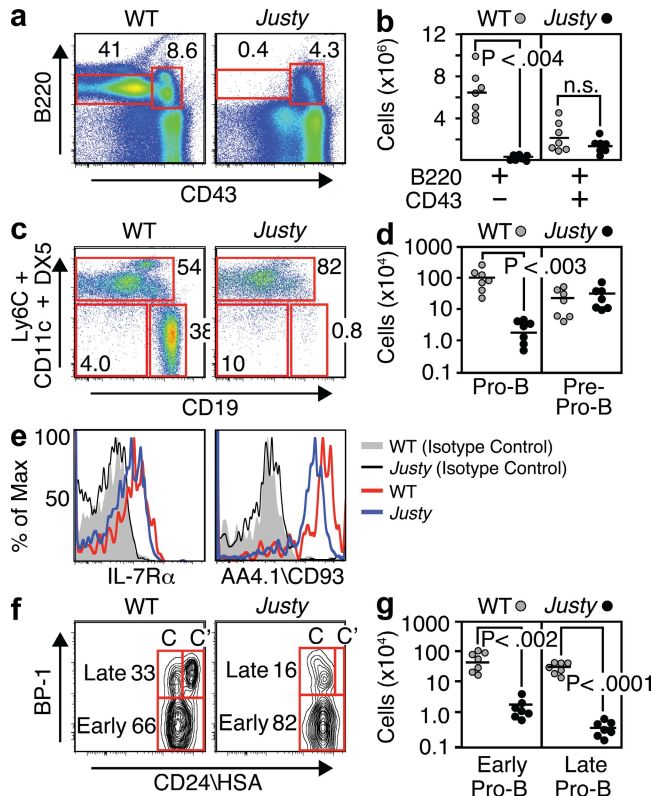 a WT Justy
41 8.6 0.4 4.3
B220
CD43
b WT Justy
Cells (x10⁶)
12
8
4
P < .004
n.s.
B220 + +
CD43 − +
c WT Justy
54 82
38 0.8
4.0 10
Ly6C +
CD11c + DX5
CD19
d WT Justy
Cells (x10⁴)
1000
100
10
1.0
0.1
P < .003
Pro-B Pre-
Pro-B
e
% of Max
100
50
IL-7Rα AA4.1\CD93
WT (Isotype Control)
Justy (Isotype Control)
WT
Justy
f WT Justy
C C' C C'
Late 33 Late 16
Early 66 Early 82
BP-1
CD24\HSA
g WT Justy
Cells (x10⁴)
1000
100
10
1.0
0.1
P< .002
P< .0001
Early Late
Pro-B Pro-B